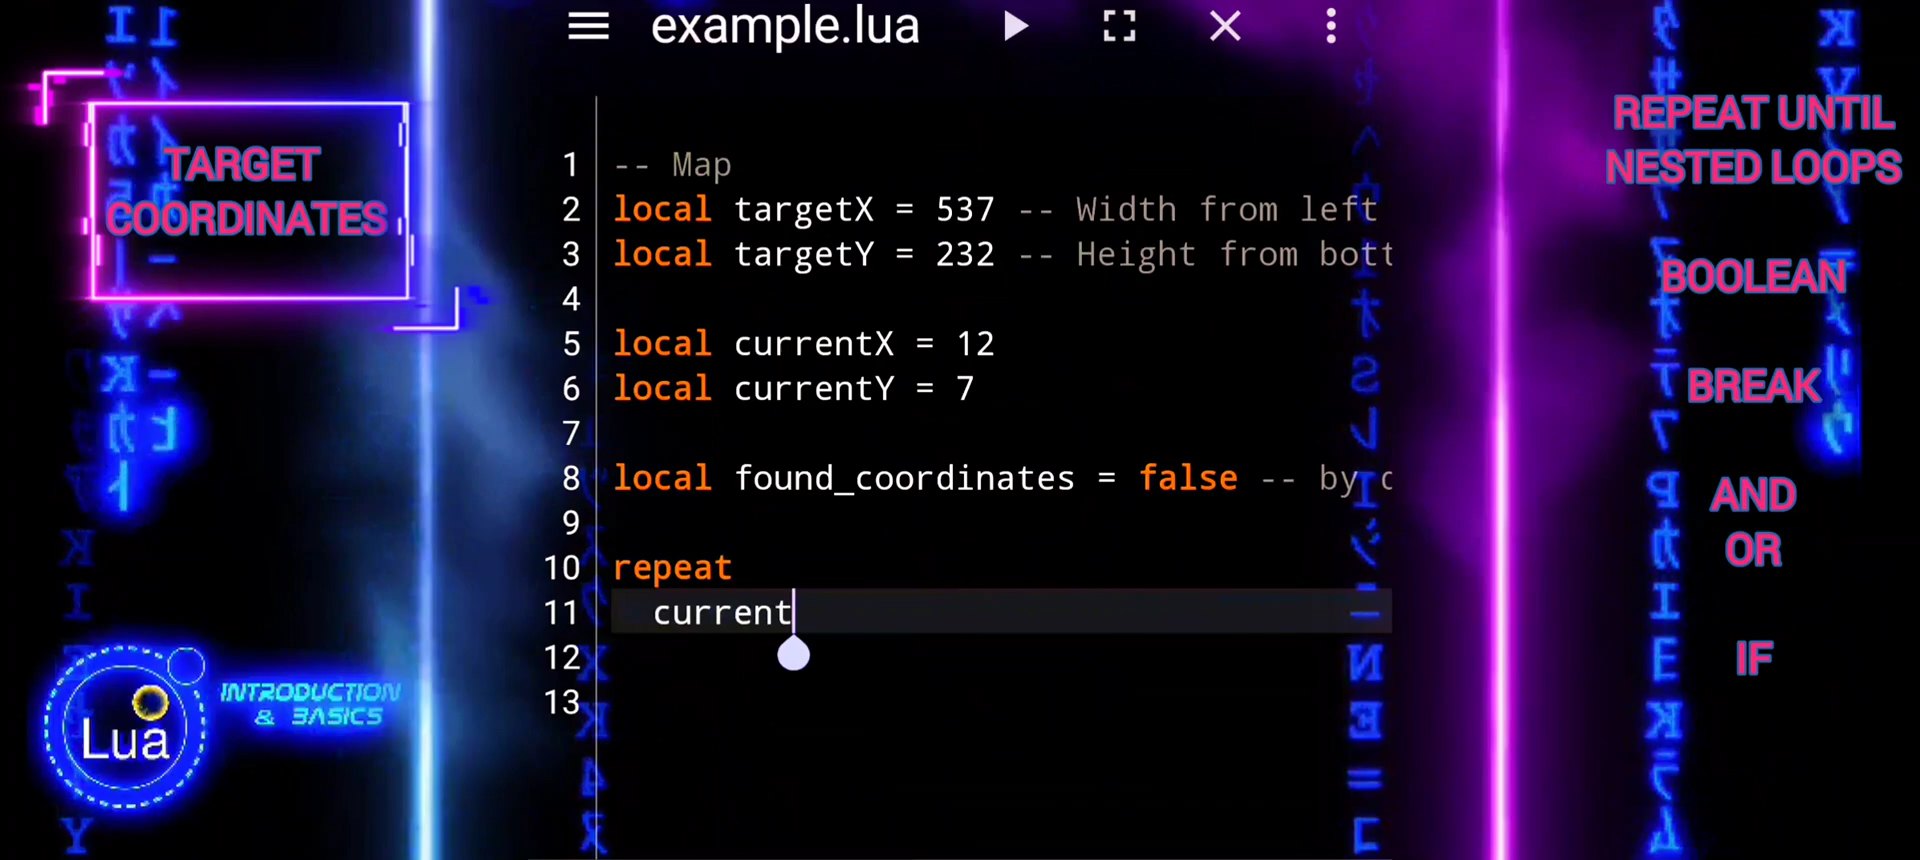 example.lua
TARGET
COORDINATES
1 -- Map
2 local targetX = 537 -- Width from left
3 local targetY = 232 -- Height from bott
4
5 local currentX = 12
6 local currentY = 7
7
8 local found_coordinates = false -- by
9
10 repeat
11 current
12
13
REPEAT UNTIL
NESTED LOOPS
BOOLEAN
BREAK
AND
OR
IF
Lua
INTRODUCTION
& BASICS